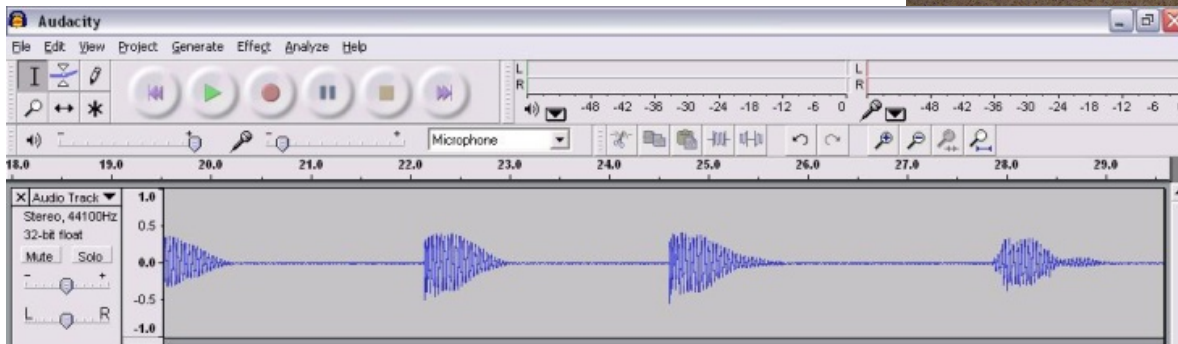 Audacity
File Edit View Project Generate Effect Analyze Help
L
R
-48 -42 -36 -30 -24 -18 -12 -6 0
L
R
-48 -42 -36 -30 -24 -18 -12 -6
- +
- +
Microphone
18.0 19.0 20.0 21.0 22.0 23.0 24.0 25.0 26.0 27.0 28.0 29.0
X Audio Track
Stereo, 44100Hz
32-bit float
Mute Solo
- +
L R
1.0
0.5
0.0
-0.5
-1.0